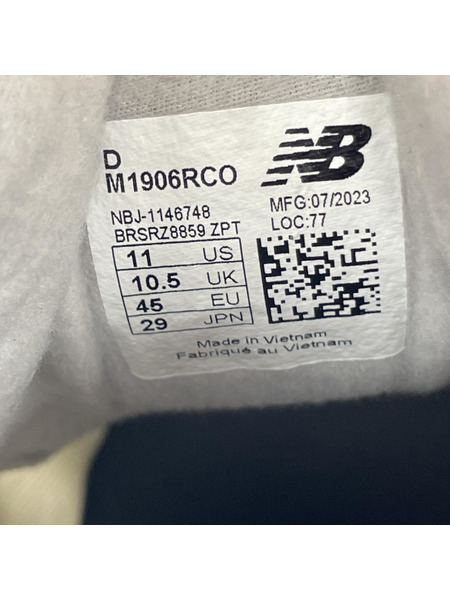 D
M1906RCO
NB
NBJ-1146748
BRSRZ8859 ZPT
MFG:07/2023
LOC:77
11 US
10.5 UK
45 EU
29 JPN
Made in Vietnam
Fabriqué au Vietnam